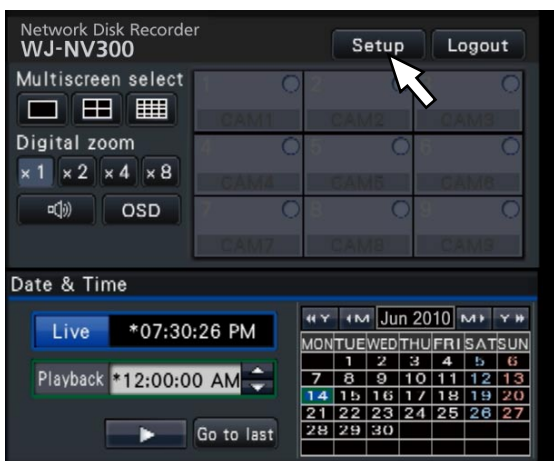 Network Disk Recorder
WJ-NV300
Setup Logout
Multiscreen select
1 2 3
CAM1 CAM2 CAM3
Digital zoom
4 5 6
×1 ×2 ×4 ×8
CAM4 CAM5 CAM6
OSD
7 8 9
CAM7 CAM8 CAM9
Date & Time
Live *07:30:26 PM
Y M Jun 2010 M Y
MON TUE WED THU FRI SAT SUN
Playback *12:00:00 AM
1 2 3 4 5 6
7 8 9 10 11 12 13
14 15 16 17 18 19 20
Go to last
21 22 23 24 25 26 27
28 29 30